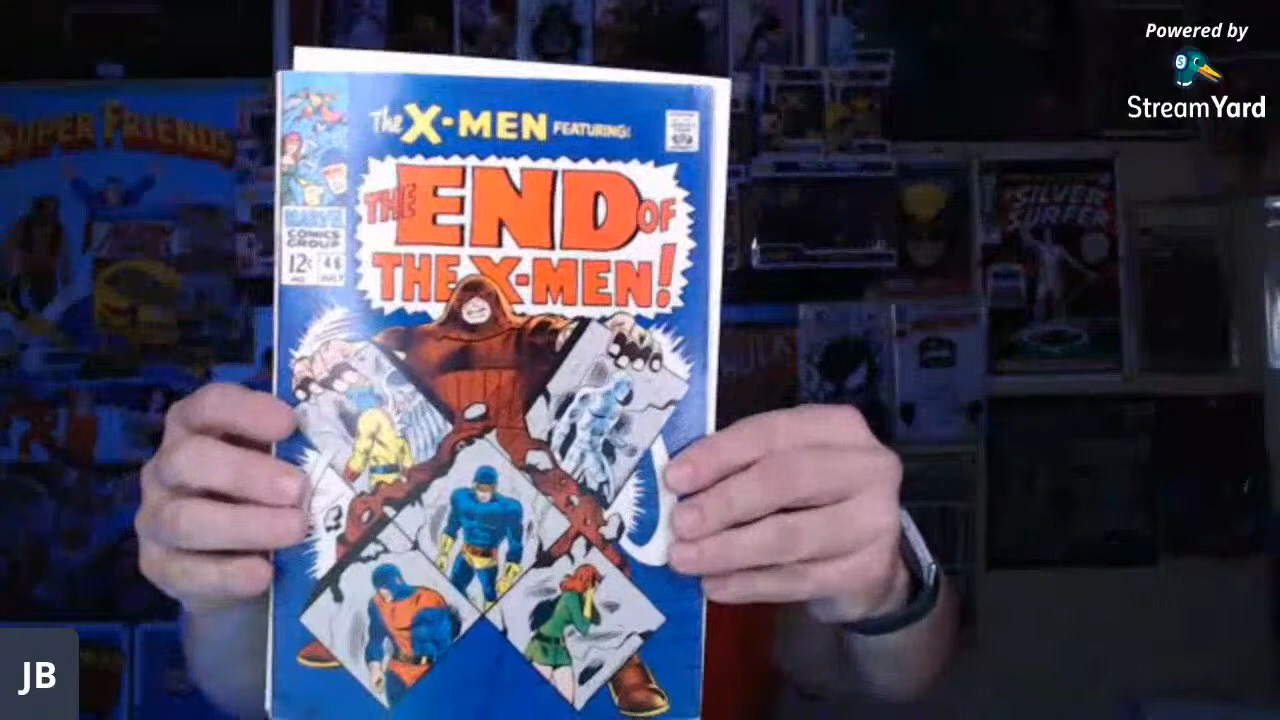 Powered by
StreamYard
SUPER FRIENDS
The X-MEN FEATURING:
THE END OF
THE X-MEN!
MARVEL
COMICS
GROUP
12¢ 46
JULY
SILVER
SURFER
JB